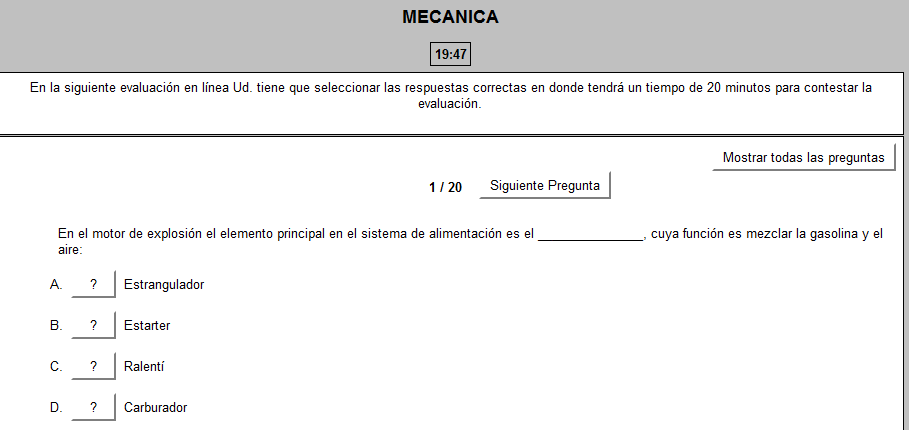 MECANICA
19:47
En la siguiente evaluación en línea Ud. tiene que seleccionar las respuestas correctas en donde tendrá un tiempo de 20 minutos para contestar la
evaluación.
Mostrar todas las preguntas
1 / 20 Siguiente Pregunta
En el motor de explosión el elemento principal en el sistema de alimentación es el _______________, cuya función es mezclar la gasolina y el
aire:
A. ? Estrangulador
B. ? Estarter
C. ? Ralentí
D. ? Carburador